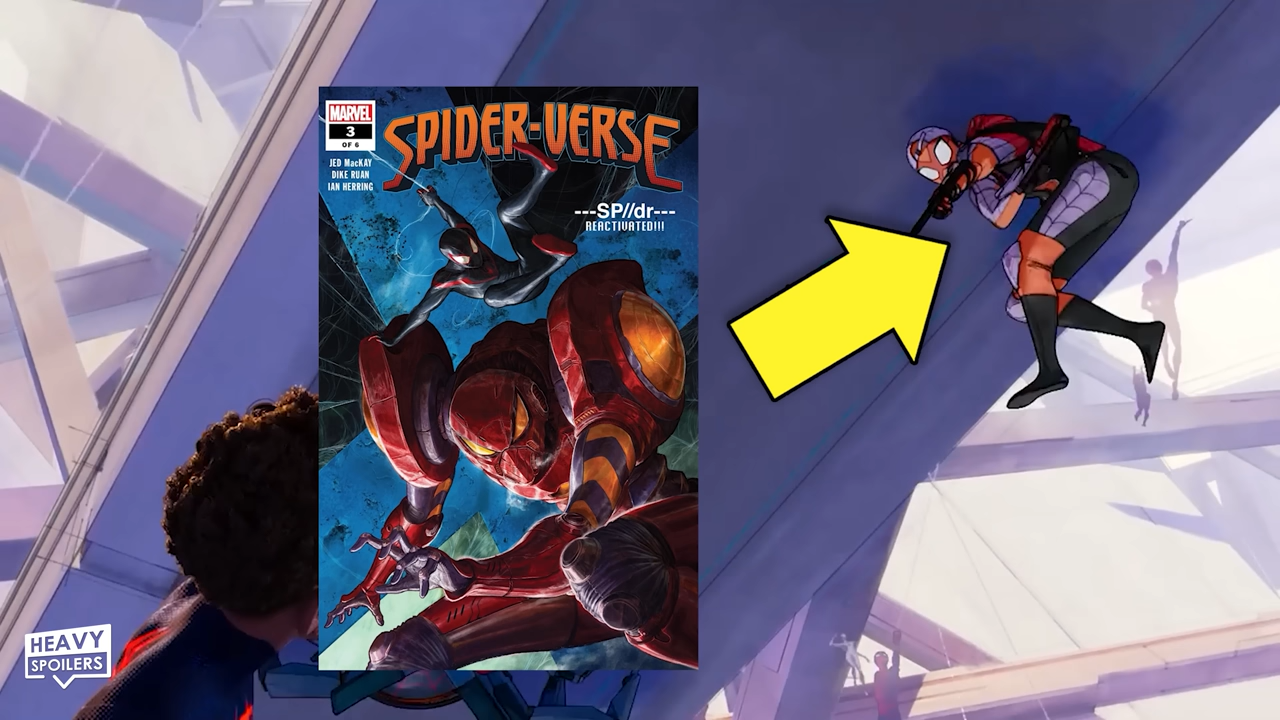 MARVEL
3
OF 6
SPIDER-VERSE
JED MacKAY
DIKE RUAN
IAN HERRING
---SP//dr---
REACTIVATED!!!
HEAVY
SPOILERS